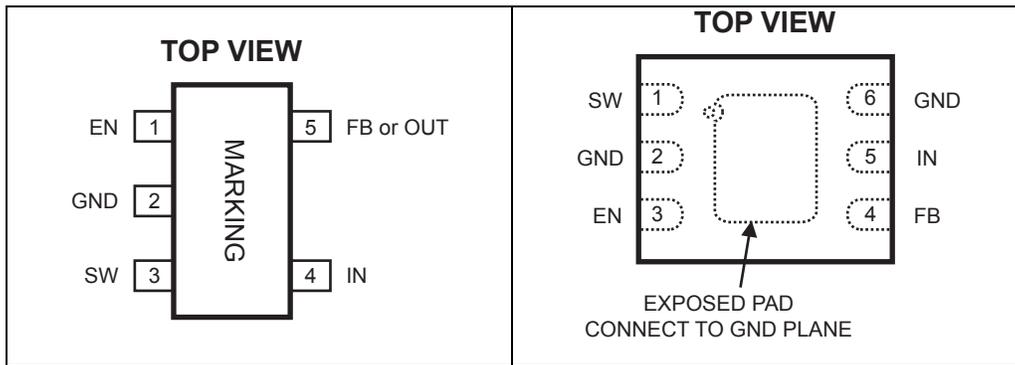 TOP VIEW
EN 1 5 FB or OUT
MARKING
GND 2
SW 3 4 IN
TOP VIEW
SW 1 6 GND
GND 2 5 IN
EN 3 4 FB
EXPOSED PAD
CONNECT TO GND PLANE